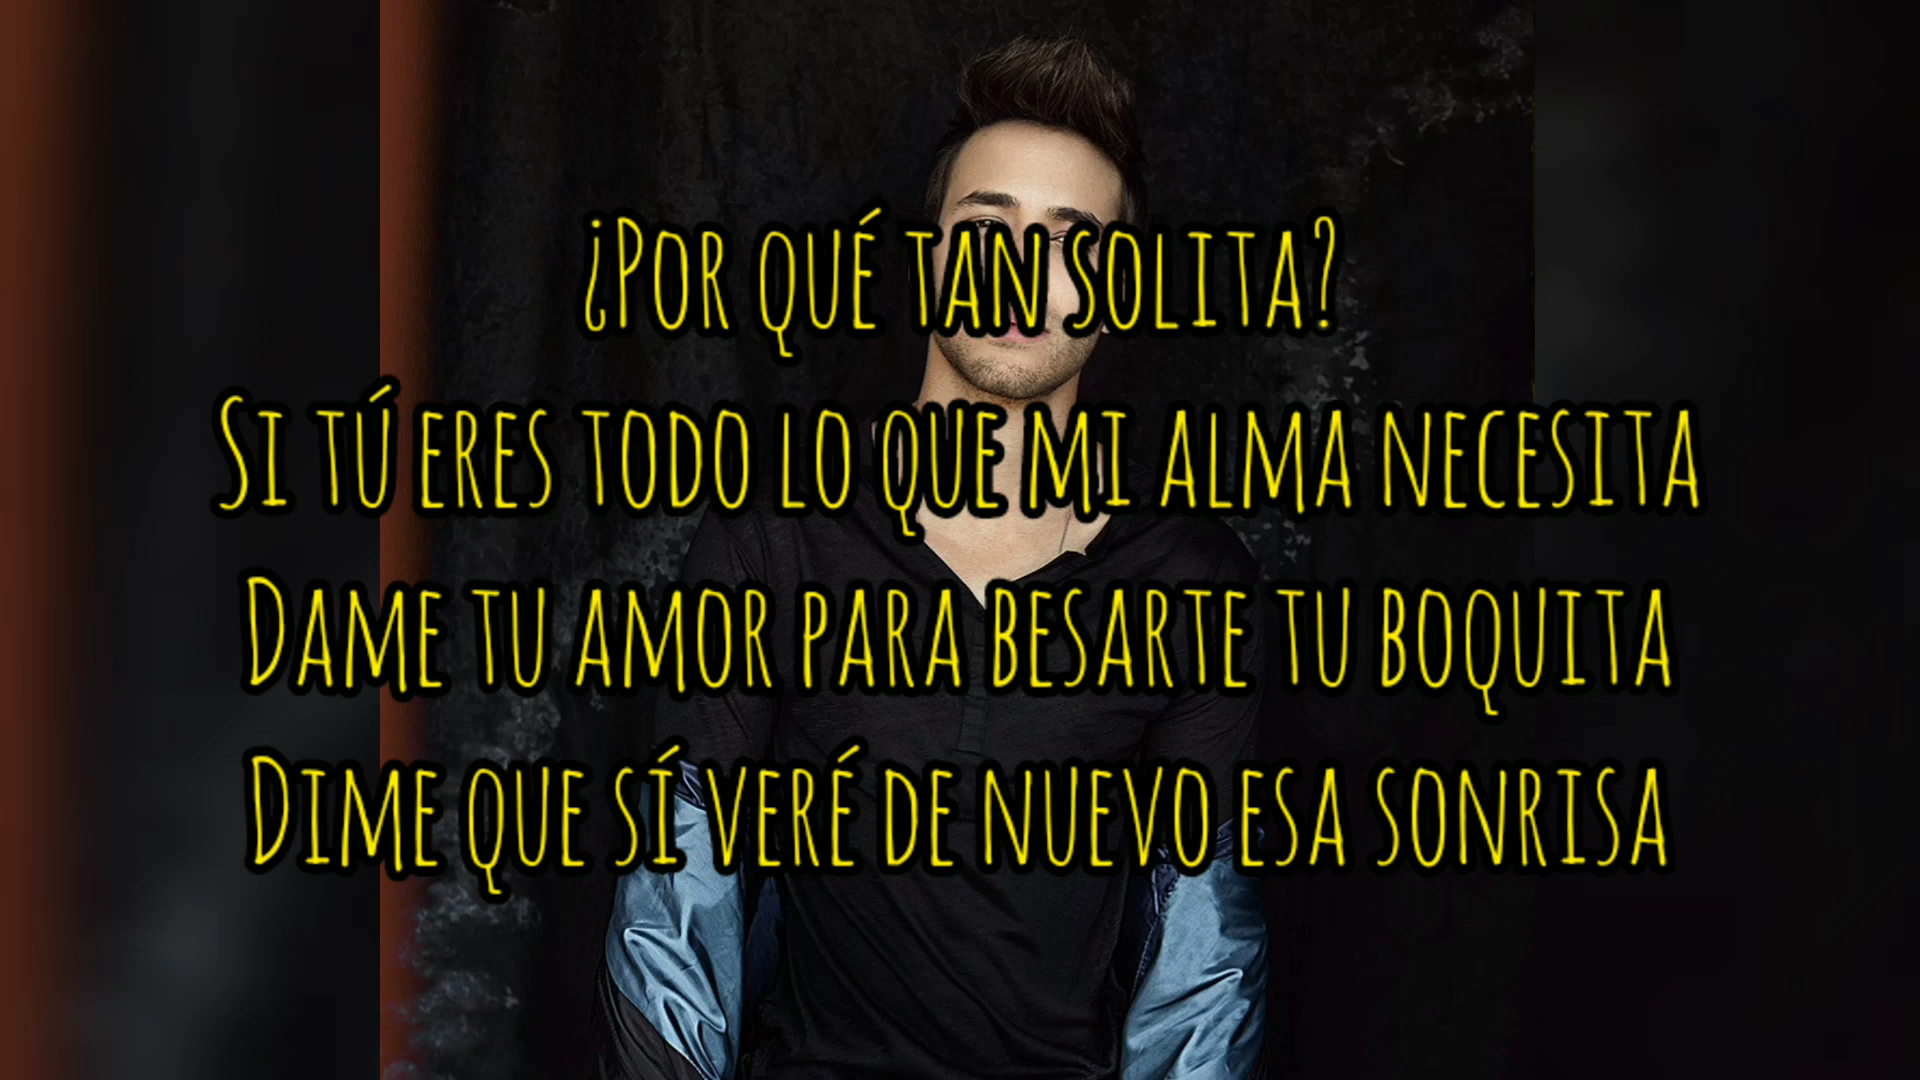 ¿Por qué tan solita?
Si tú eres todo lo que mi alma necesita
Dame tu amor para besarte tu boquita
Dime que sí veré de nuevo esa sonrisa